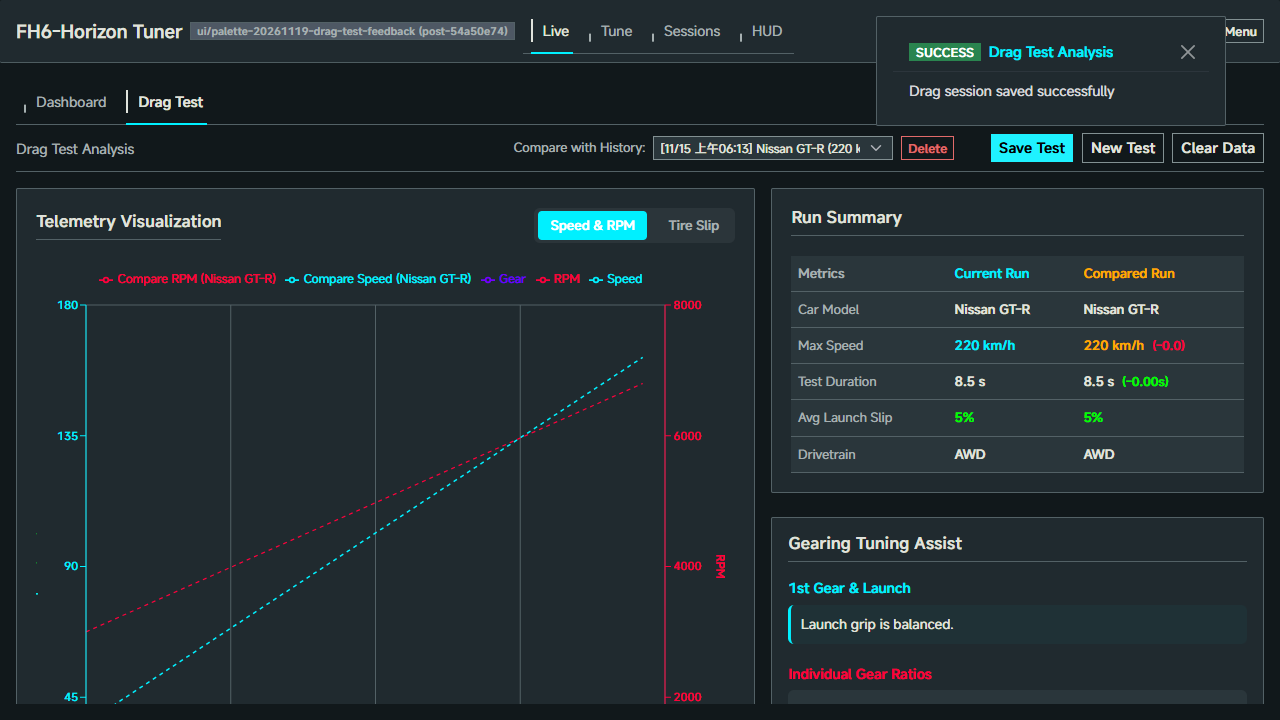 FH6-Horizon Tuner
ui/palette-20261119-drag-test-feedback (post-54a50e74)
Live
Tune
Sessions
HUD
Menu
SUCCESS Drag Test Analysis
Drag session saved successfully
Dashboard
Drag Test
Drag Test Analysis
Compare with History:
[11/15 上午06:13] Nissan GT-R (220 k
Delete
Save Test
New Test
Clear Data
Telemetry Visualization
Speed & RPM
Tire Slip
Compare RPM (Nissan GT-R)
Compare Speed (Nissan GT-R)
Gear
RPM
Speed
180
135
90
45
8000
6000
4000
2000
RPM
Run Summary
Metrics Current Run Compared Run
Car Model Nissan GT-R Nissan GT-R
Max Speed 220 km/h 220 km/h (-0.0)
Test Duration 8.5 s 8.5 s (-0.00s)
Avg Launch Slip 5% 5%
Drivetrain AWD AWD
Gearing Tuning Assist
1st Gear & Launch
Launch grip is balanced.
Individual Gear Ratios